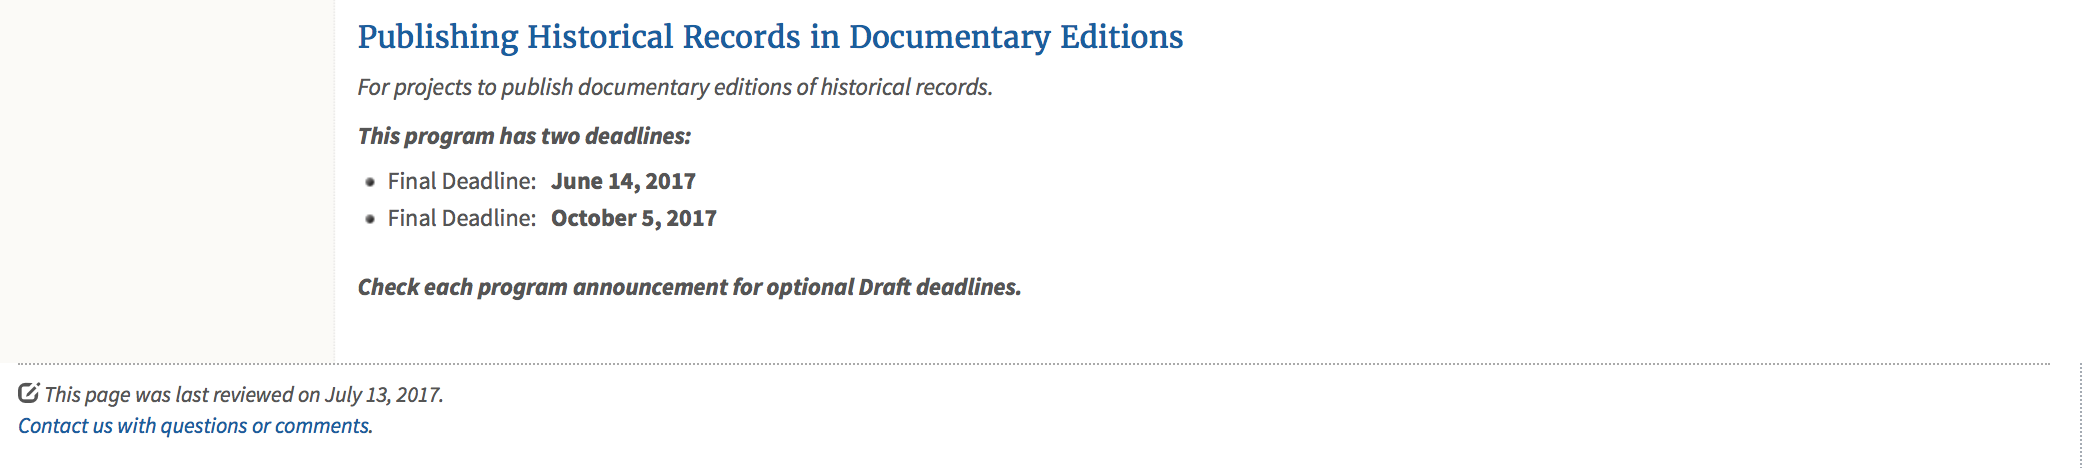 Publishing Historical Records in Documentary Editions
For projects to publish documentary editions of historical records.
This program has two deadlines:
Final Deadline: June 14, 2017
Final Deadline: October 5, 2017
Check each program announcement for optional Draft deadlines.
This page was last reviewed on July 13, 2017.
Contact us with questions or comments.